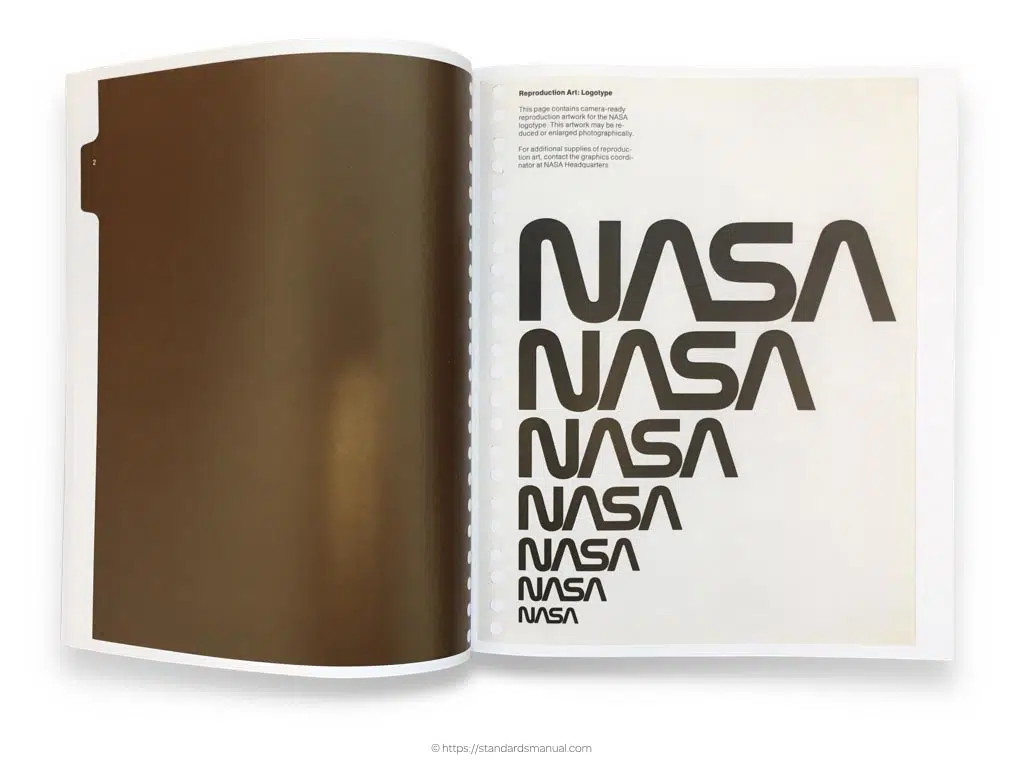 2
Reproduction Art: Logotype
This page contains camera-ready
reproduction artwork for the NASA
logotype. This artwork may be re-
duced or enlarged photographically.
For additional supplies of reproduc-
tion art, contact the graphics coordi-
nator at NASA Headquarters
NASA
NASA
NASA
NASA
NASA
NASA
NASA
© https://standardsmanual.com